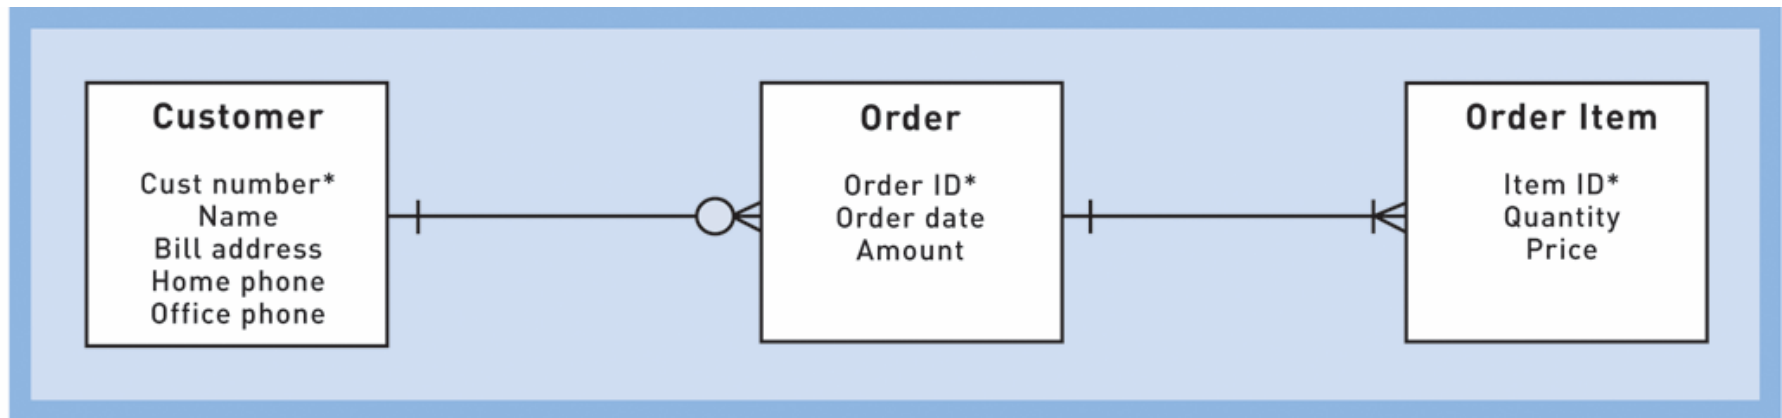 Customer
Cust number*
Name
Bill address
Home phone
Office phone
Order
Order ID*
Order date
Amount
Order Item
Item ID*
Quantity
Price